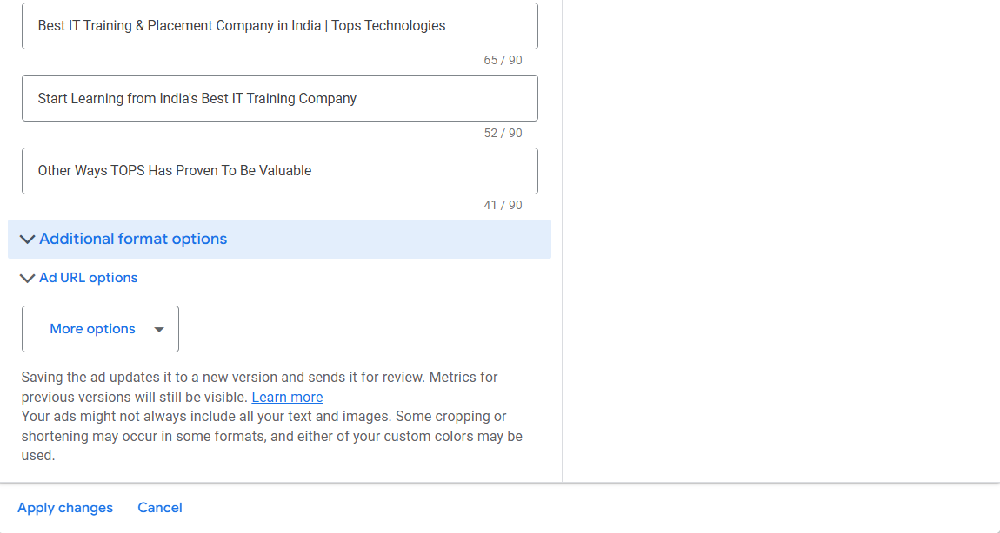 Best IT Training & Placement Company in India | Tops Technologies
65 / 90
Start Learning from India's Best IT Training Company
52 / 90
Other Ways TOPS Has Proven To Be Valuable
41 / 90
Additional format options
Ad URL options
More options
Saving the ad updates it to a new version and sends it for review. Metrics for
previous versions will still be visible. Learn more
Your ads might not always include all your text and images. Some cropping or
shortening may occur in some formats, and either of your custom colors may be
used.
Apply changes Cancel